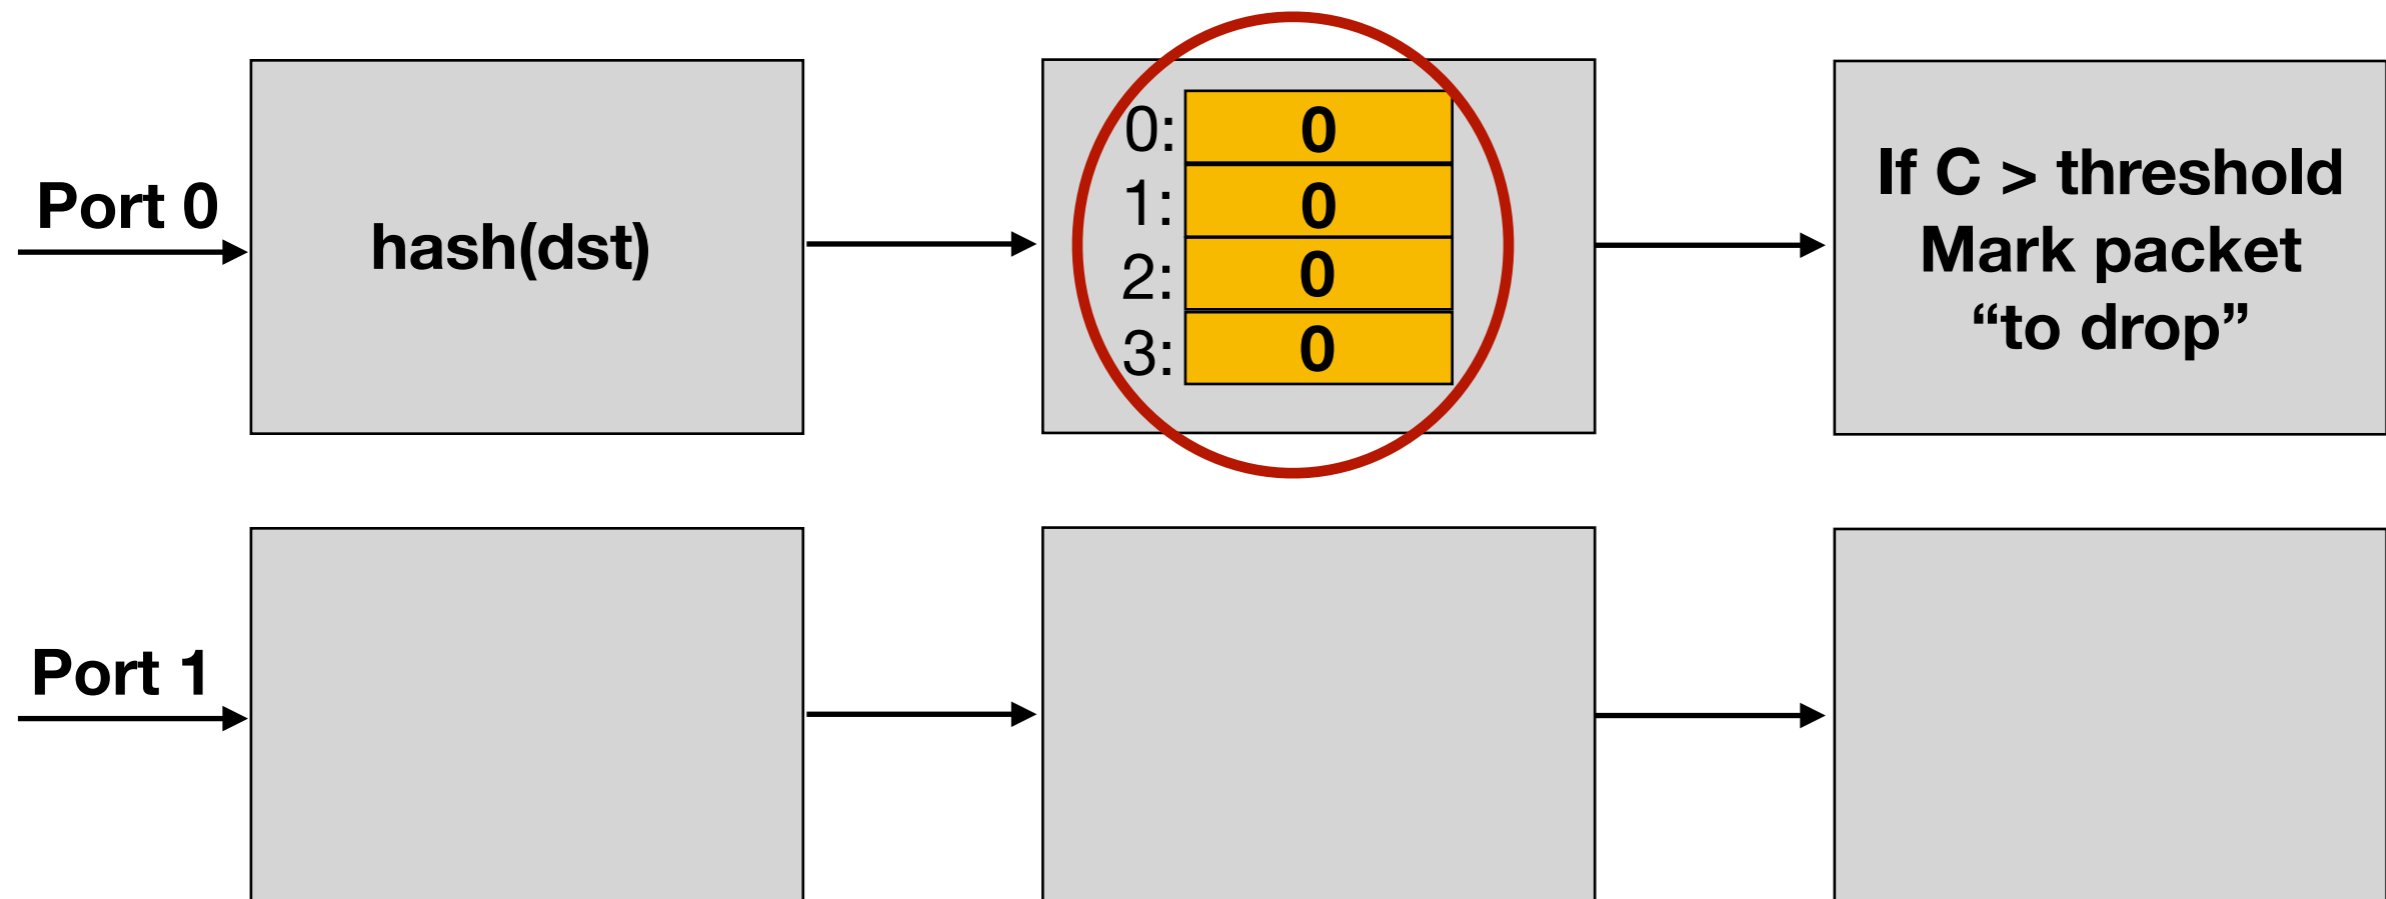 Port 0
hash(dst)
0: 0
1: 0
2: 0
3: 0
If C > threshold
Mark packet
“to drop”
Port 1